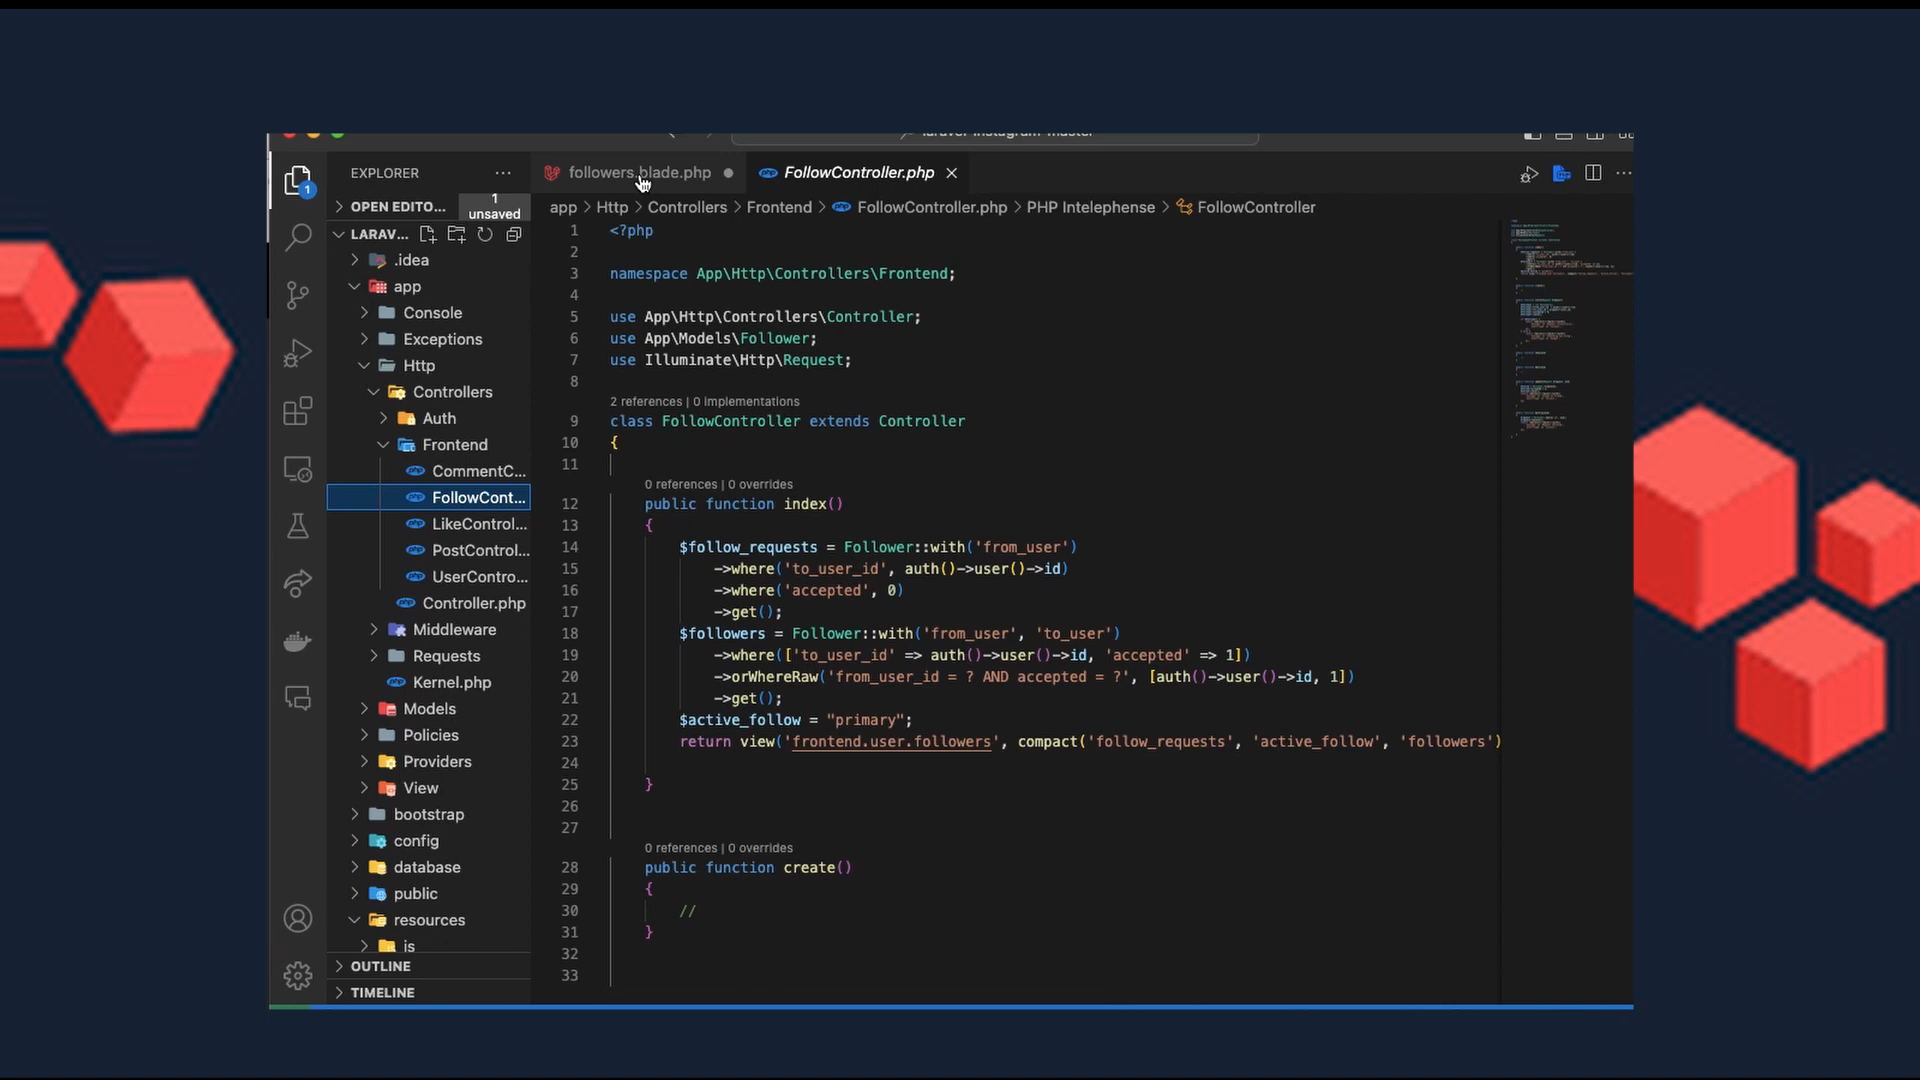 laravel-instagram-master
EXPLORER
followers.blade.php
FollowController.php
OPEN EDITO...
1 unsaved
app > Http > Controllers > Frontend > FollowController.php > PHP Intelephense > FollowController
LARAV...
.idea
app
Console
Exceptions
Http
Controllers
Auth
Frontend
CommentC...
FollowCont...
LikeControl...
PostControl...
UserContro...
Controller.php
Middleware
Requests
Kernel.php
Models
Policies
Providers
View
bootstrap
config
database
public
resources
js
OUTLINE
TIMELINE
1
1 <?php
2
3 namespace App\Http\Controllers\Frontend;
4
5 use App\Http\Controllers\Controller;
6 use App\Models\Follower;
7 use Illuminate\Http\Request;
8
2 references | 0 implementations
9 class FollowController extends Controller
10 {
11
0 references | 0 overrides
12 public function index()
13 {
14 $follow_requests = Follower::with('from_user')
15 ->where('to_user_id', auth()->user()->id)
16 ->where('accepted', 0)
17 ->get();
18 $followers = Follower::with('from_user', 'to_user')
19 ->where(['to_user_id' => auth()->user()->id, 'accepted' => 1])
20 ->orWhereRaw('from_user_id = ? AND accepted = ?', [auth()->user()->id, 1])
21 ->get();
22 $active_follow = "primary";
23 return view('frontend.user.followers', compact('follow_requests', 'active_follow', 'followers')
24
25 }
26
27
0 references | 0 overrides
28 public function create()
29 {
30 //
31 }
32
33